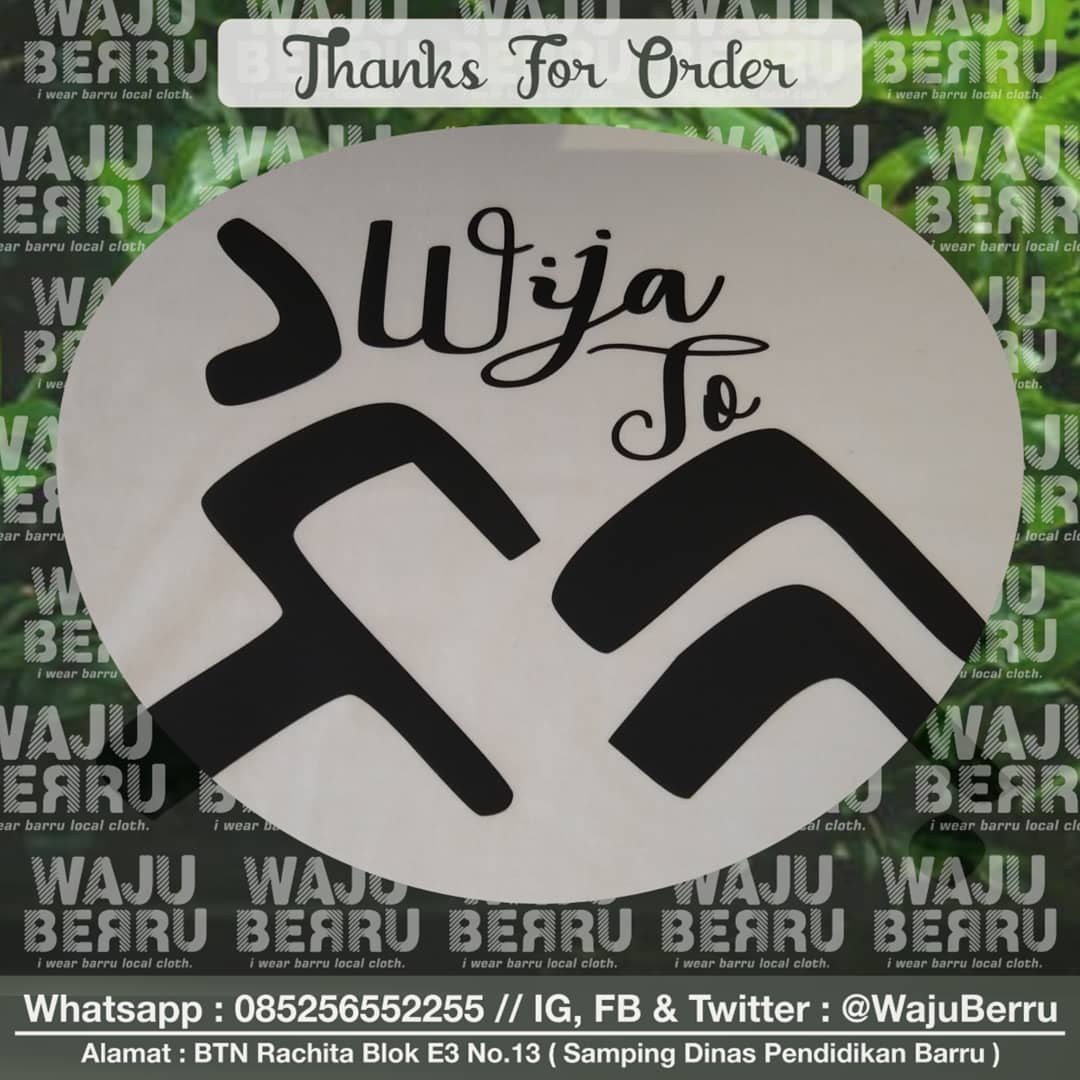 Thanks For Order
Wija
To
WAJU BERRU
i wear barru local cloth.
Whatsapp : 085256552255 // IG, FB & Twitter : @WajuBerru
Alamat : BTN Rachita Blok E3 No.13 ( Samping Dinas Pendidikan Barru )